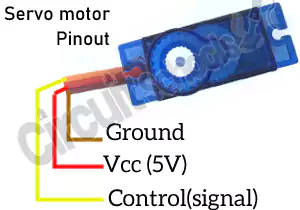 Servo motor
Pinout
Ground
Vcc (5V)
Control(signal)